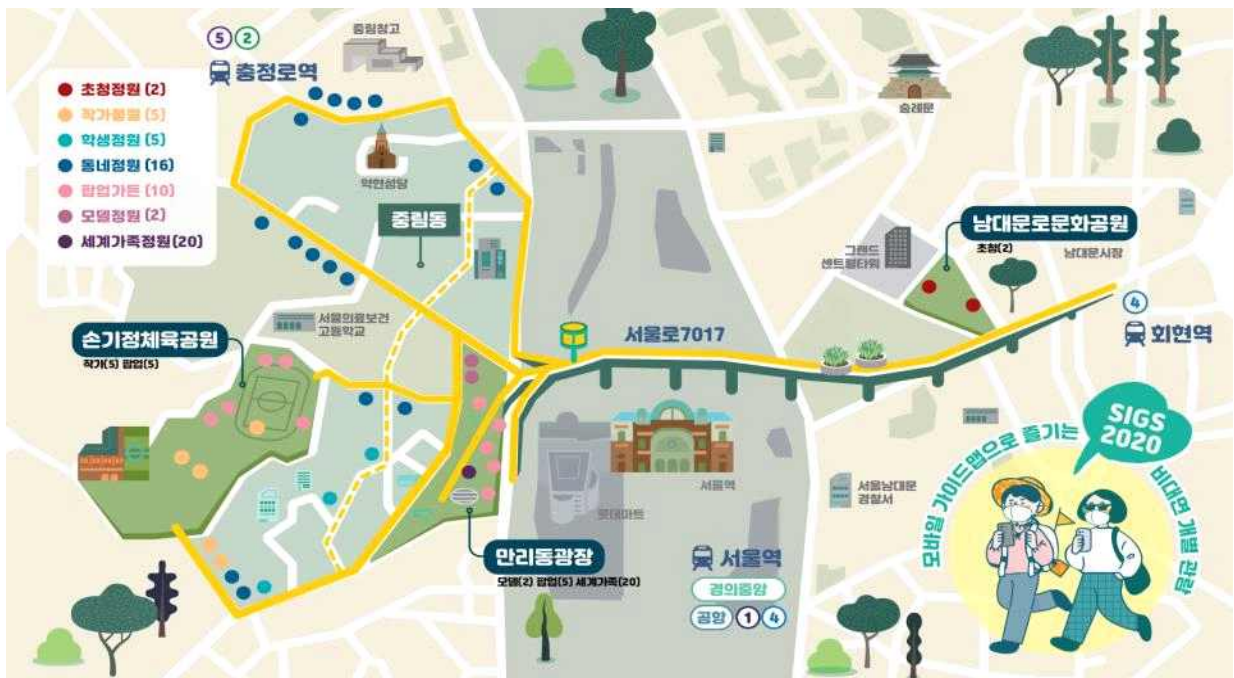 5 2
충정로역
중림창고
초청정원 (2)
작가정원 (5)
학생정원 (5)
동네정원 (16)
팝업가든 (10)
모델정원 (2)
세계가족정원(20)
약현성당
중림동
숭례문
그랜드
센트럴타워
남대문로문화공원
초청(2)
남대문시장
4
회현역
서울로7017
서울의료보건
고등학교
손기정체육공원
작가(5) 팝업(5)
서울역
롯데마트
만리동광장
모델(2) 팝업(5) 세계가족(20)
서울역
경의중앙
공항 1 4
서울남대문
경찰서
SIGS
2020
모바일 가이드맵으로 즐기는
비대면 개별 관람